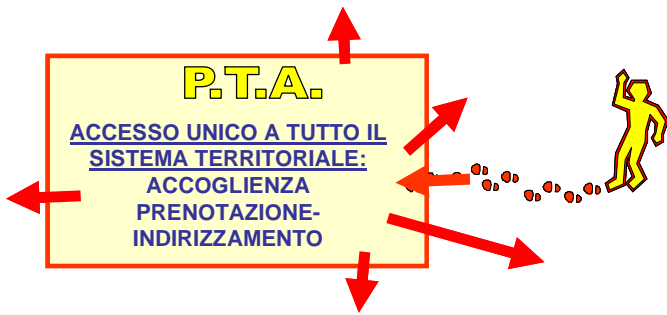 P.T.A.
ACCESSO UNICO A TUTTO IL
SISTEMA TERRITORIALE:
ACCOGLIENZA
PRENOTAZIONE-
INDIRIZZAMENTO